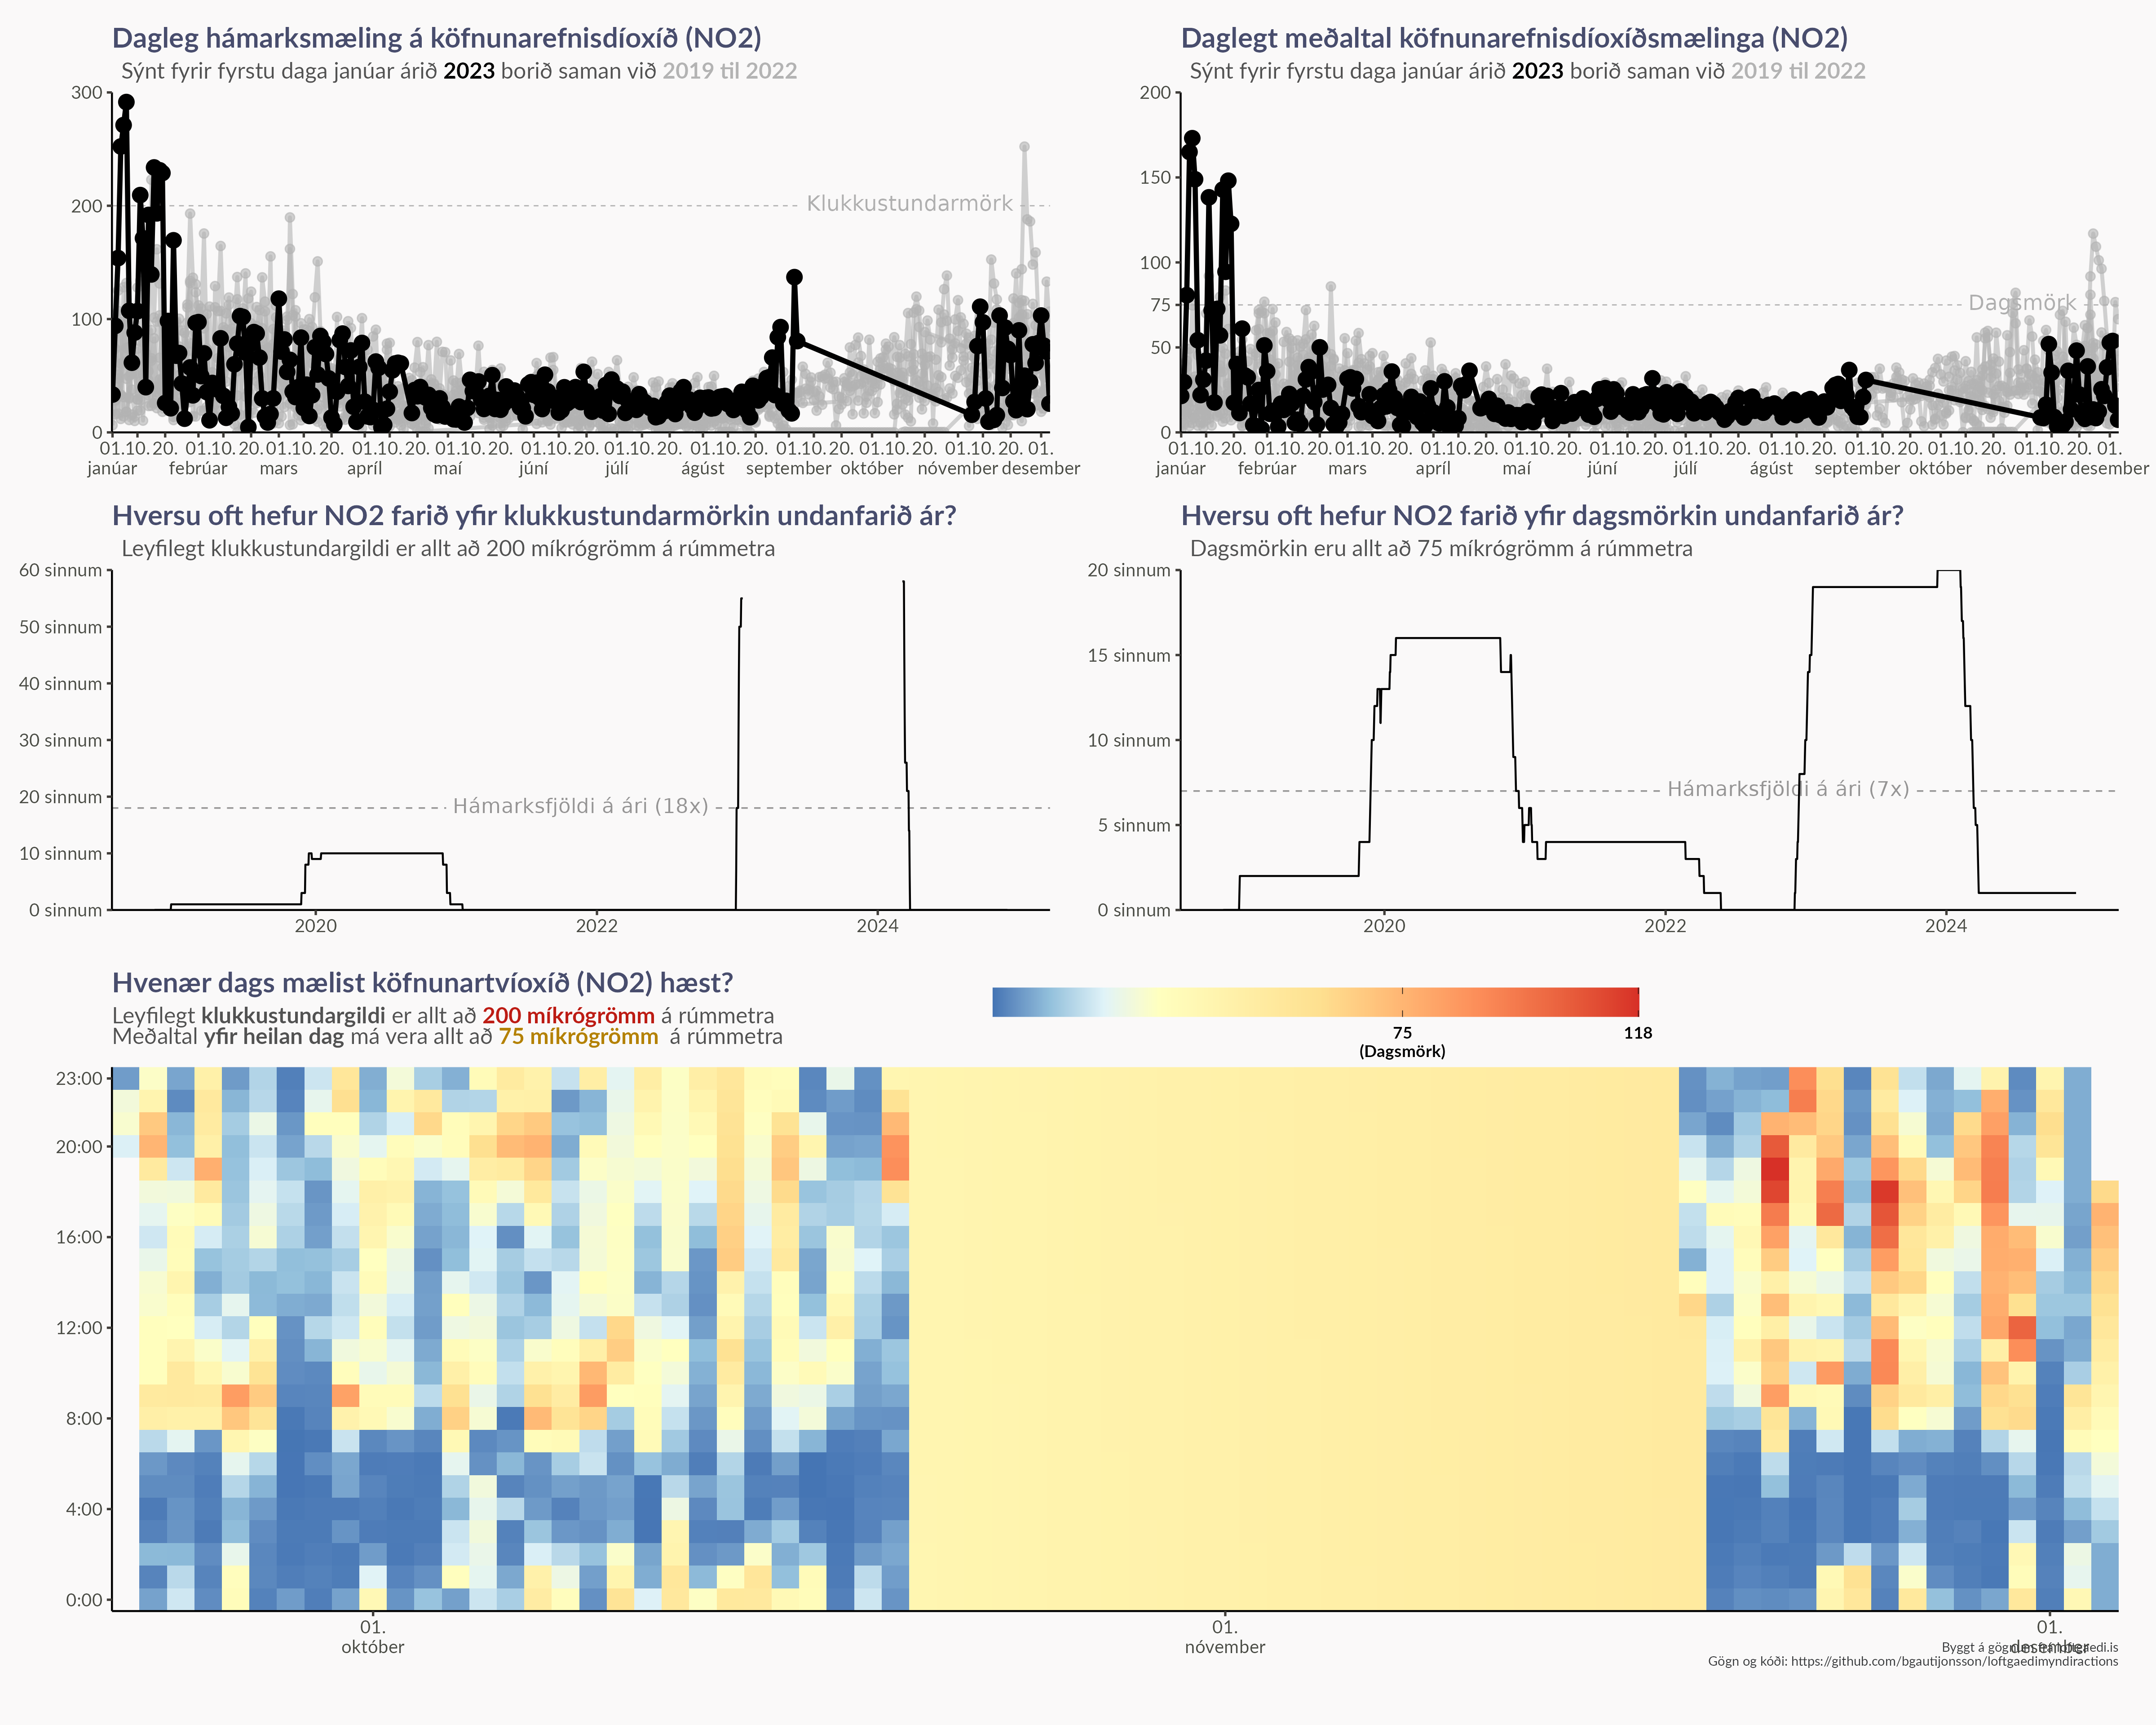 Dagleg hámarksmæling á köfnunarefnisdíoxíð (NO2)
Sýnt fyrir fyrstu daga janúar árið 2023 borið saman við 2019 til 2022
300
200
100
0
Klukkustundarmörk
01.10.20. 01.10.20. 01.10.20. 01.10.20. 01.10.20. 01.10.20. 01.10.20. 01.10.20. 01.10.20. 01.10.20. 01.10.20. 01.
janúar febrúar mars apríl maí júní júlí ágúst september október nóvember desember
Daglegt meðaltal köfnunarefnisdíoxíðsmælinga (NO2)
Sýnt fyrir fyrstu daga janúar árið 2023 borið saman við 2019 til 2022
200
150
100
75
50
0
Dagsmörk
01.10.20. 01.10.20. 01.10.20. 01.10.20. 01.10.20. 01.10.20. 01.10.20. 01.10.20. 01.10.20. 01.10.20. 01.10.20. 01.
janúar febrúar mars apríl maí júní júlí ágúst september október nóvember desember
Hversu oft hefur NO2 farið yfir klukkustundarmörkin undanfarið ár?
Leyfilegt klukkustundargildi er allt að 200 míkrógrömm á rúmmetra
60 sinnum
50 sinnum
40 sinnum
30 sinnum
20 sinnum
10 sinnum
0 sinnum
Hámarksfjöldi á ári (18x)
2020 2022 2024
Hversu oft hefur NO2 farið yfir dagsmörkin undanfarið ár?
Dagsmörkin eru allt að 75 míkrógrömm á rúmmetra
20 sinnum
15 sinnum
10 sinnum
5 sinnum
0 sinnum
Hámarksfjöldi á ári (7x)
2020 2022 2024
Hvenær dags mælist köfnunartvíoxíð (NO2) hæst?
Leyfilegt klukkustundargildi er allt að 200 míkrógrömm á rúmmetra
Meðaltal yfir heilan dag má vera allt að 75 míkrógrömm á rúmmetra
75 118
(Dagsmörk)
23:00
20:00
16:00
12:00
8:00
4:00
0:00
01. 01. 01.
október nóvember desember
Byggt á gögnum frá loftgaedi.is
Gögn og kóði: https://github.com/bgautijonsson/loftgaedimyndiractions